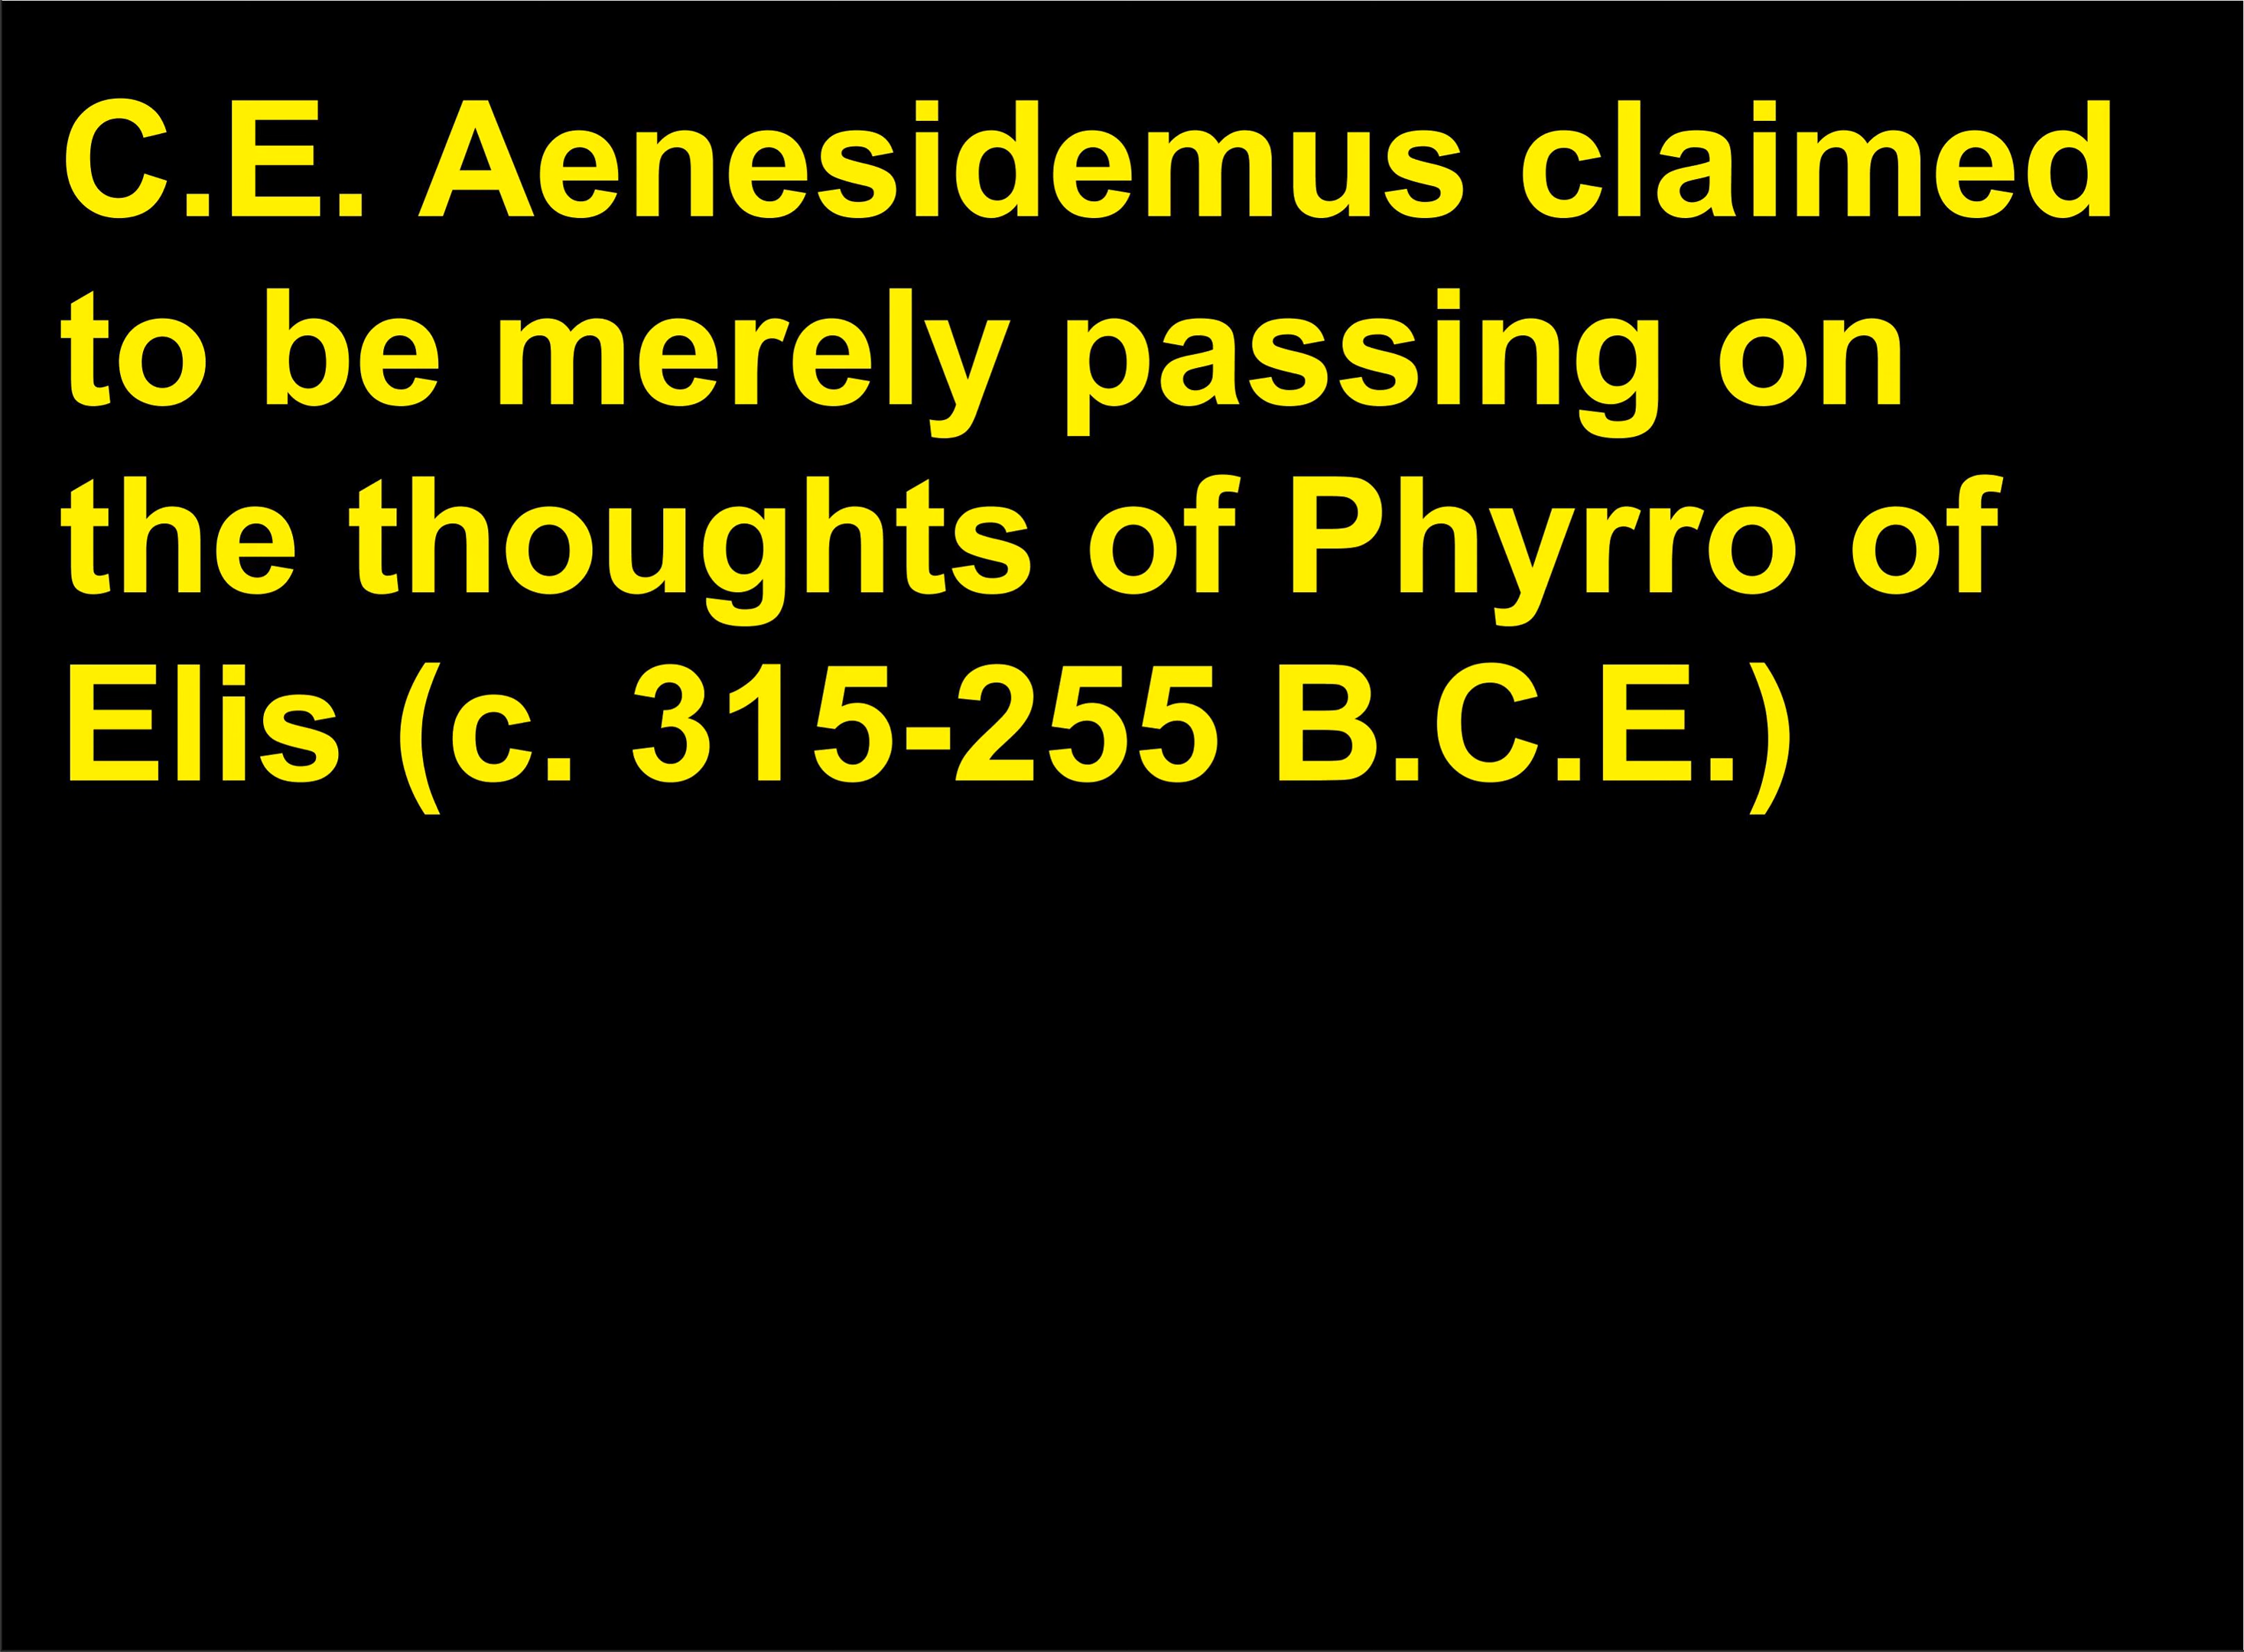 C.E. Aenesidemus claimed
to be merely passing on
the thoughts of Phyrro of
Elis (c. 315-255 B.C.E.)